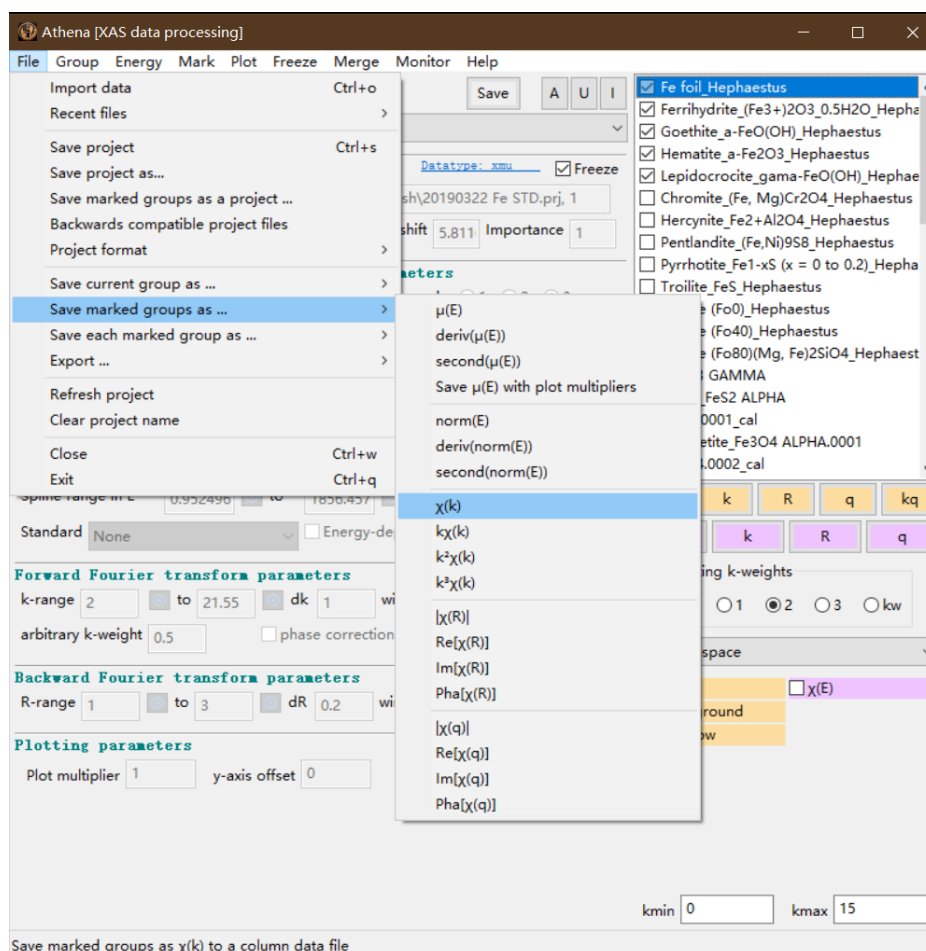 Athena [XAS data processing]
File Group Energy Mark Plot Freeze Merge Monitor Help
Import data Ctrl+o
Recent files
Save project Ctrl+s
Save project as...
Save marked groups as a project ...
Backwards compatible project files
Project format
Save current group as ...
Save marked groups as ...
Save each marked group as ...
Export ...
Refresh project
Clear project name
Close Ctrl+w
Exit Ctrl+q
Save A U I
Datatype: xmu Freeze
sh\20190322 Fe STD.prj, 1
shift 5.811 Importance 1
meters
μ(E)
deriv(μ(E))
second(μ(E))
Save μ(E) with plot multipliers
norm(E)
deriv(norm(E))
second(norm(E))
χ(k)
kχ(k)
k²χ(k)
k³χ(k)
|χ(R)|
Re[χ(R)]
Im[χ(R)]
Pha[χ(R)]
|χ(q)|
Re[χ(q)]
Im[χ(q)]
Pha[χ(q)]
Fe foil_Hephaestus
Ferrihydrite_(Fe3+)2O3_0.5H2O_Hepha
Goethite_a-FeO(OH)_Hephaestus
Hematite_a-Fe2O3_Hephaestus
Lepidocrocite_gama-FeO(OH)_Hephae
Chromite_(Fe, Mg)Cr2O4_Hephaestus
Hercynite_Fe2+Al2O4_Hephaestus
Pentlandite_(Fe,Ni)9S8_Hephaestus
Pyrrhotite_Fe1-xS (x = 0 to 0.2)_Hepha
Troilite_FeS_Hephaestus
(Fo0)_Hephaestus
(Fo40)_Hephaestus
(Fo80)(Mg, Fe)2SiO4_Hephaest
GAMMA
_FeS2 ALPHA
0001_cal
etite_Fe3O4 ALPHA.0001
.0002_cal
Spline range in E 0.952496 to 1856.457
Standard None Energy-de
Forward Fourier transform parameters
k-range 2 to 21.55 dk 1 wi
arbitrary k-weight 0.5 phase correction
Backward Fourier transform parameters
R-range 1 to 3 dR 0.2 wi
Plotting parameters
Plot multiplier 1 y-axis offset 0
k R q kq
k R q
ing k-weights
1 2 3 kw
space
χ(E)
round
ow
kmin 0 kmax 15
Save marked groups as χ(k) to a column data file